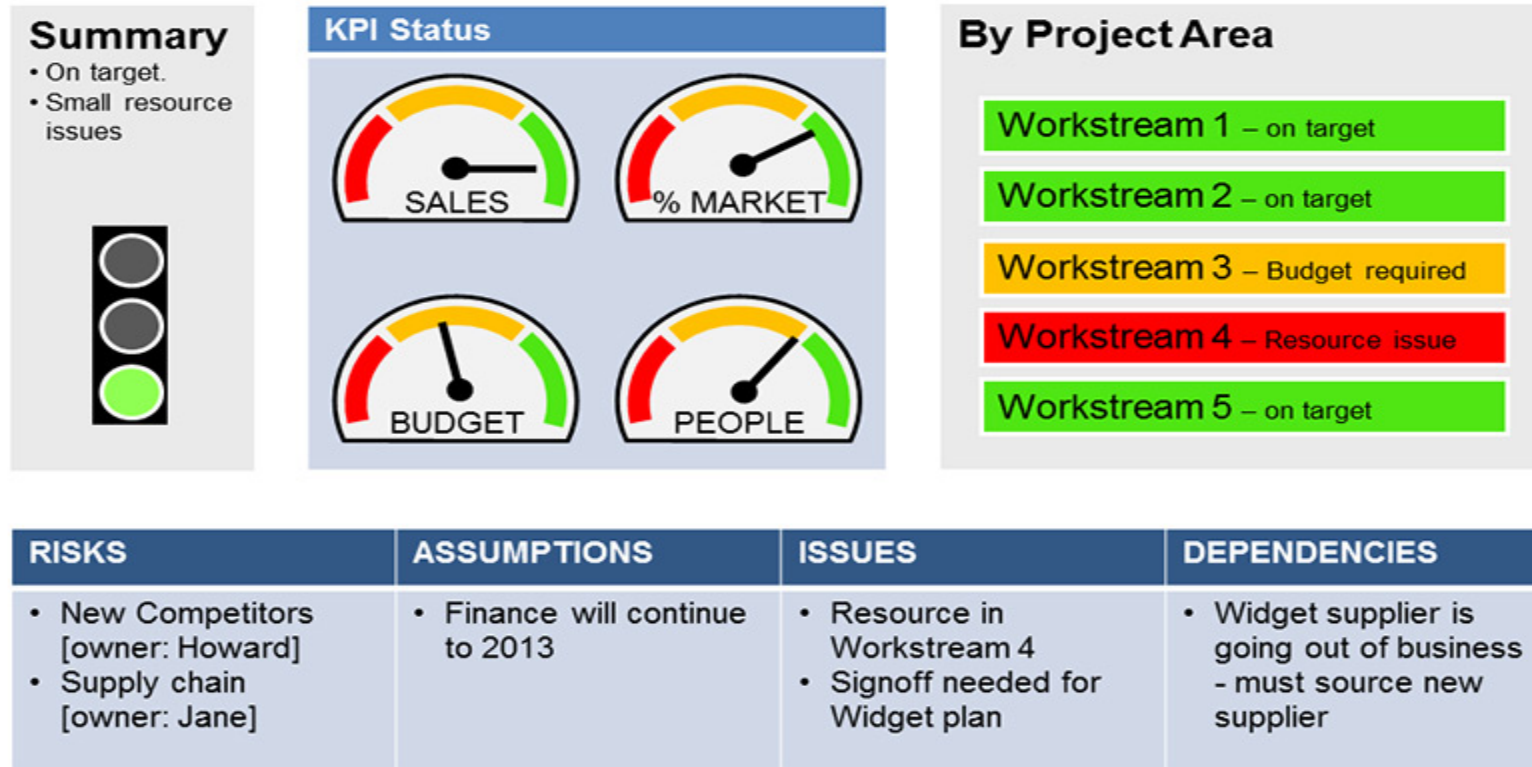 Summary
• On target.
• Small resource
issues
KPI Status
SALES
% MARKET
BUDGET
PEOPLE
By Project Area
Workstream 1 – on target
Workstream 2 – on target
Workstream 3 – Budget required
Workstream 4 – Resource issue
Workstream 5 – on target
RISKS
• New Competitors
[owner: Howard]
• Supply chain
[owner: Jane]
ASSUMPTIONS
• Finance will continue
to 2013
ISSUES
• Resource in
Workstream 4
• Signoff needed for
Widget plan
DEPENDENCIES
• Widget supplier is
going out of business
- must source new
supplier